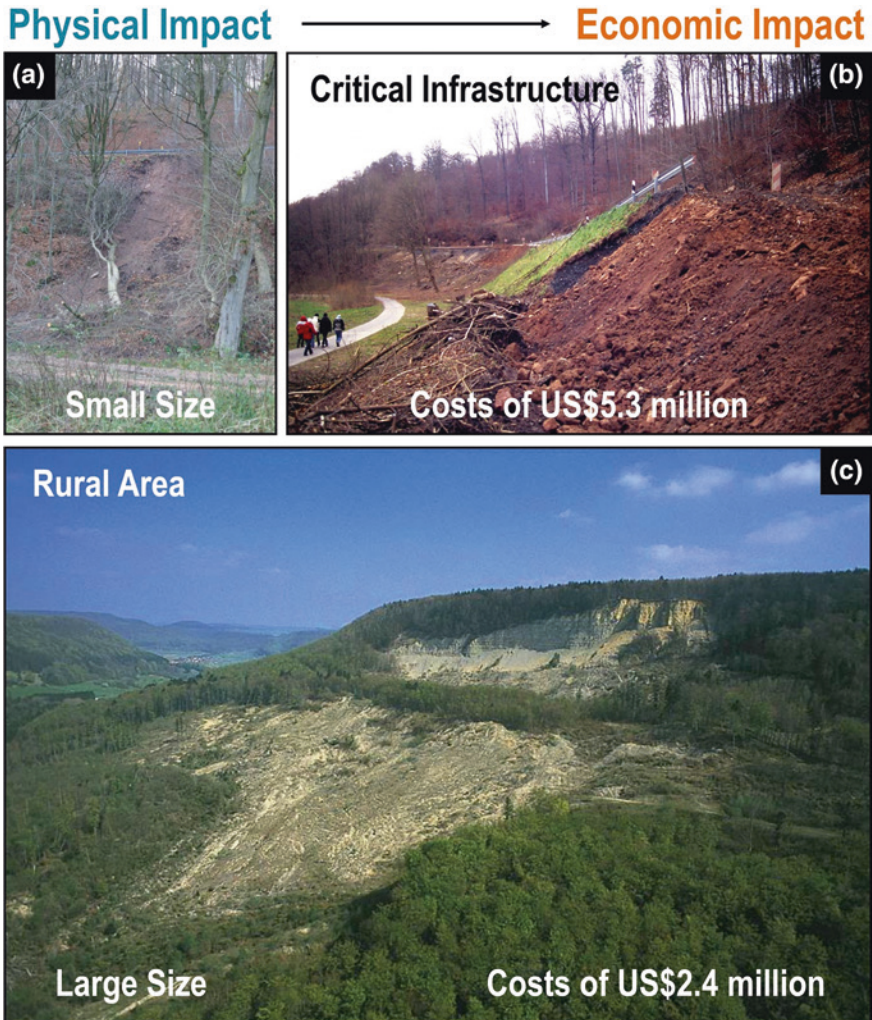 Physical Impact
Economic Impact
(a)
Small Size
(b)
Critical Infrastructure
Costs of US$5.3 million
(c)
Rural Area
Large Size
Costs of US$2.4 million